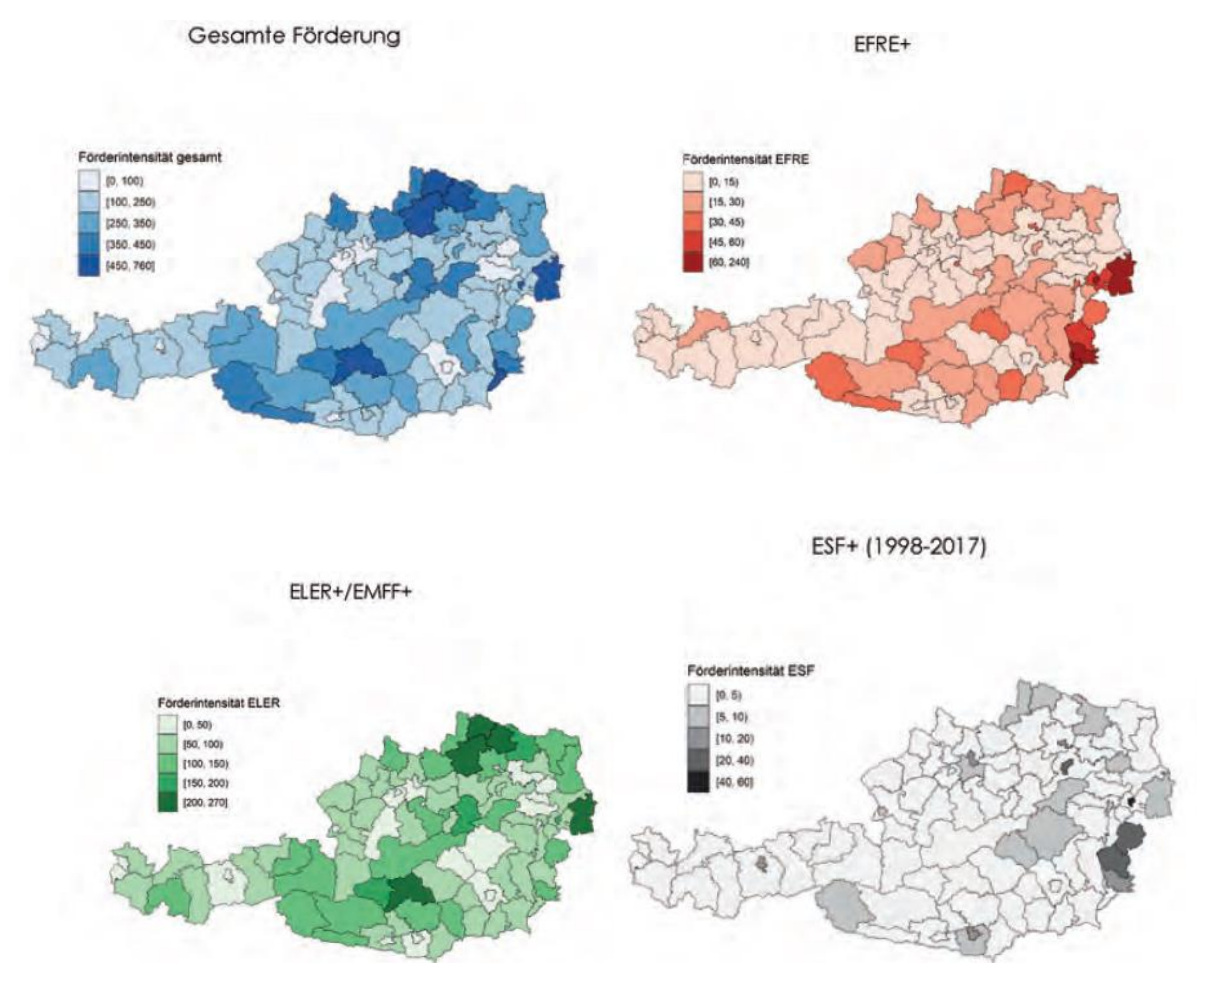 Gesamte Förderung
Förderintensität gesamt
[0, 100)
[100, 250)
[250, 350)
[350, 450)
[450, 760]
EFRE+
Förderintensität EFRE
[0, 15)
[15, 30)
[30, 45)
[45, 60)
[60, 240]
ELER+/EMFF+
Förderintensität ELER
[0, 50)
[50, 100)
[100, 150)
[150, 200)
[200, 270]
ESF+ (1998-2017)
Förderintensität ESF
[0, 5)
[5, 10)
[10, 20)
[20, 40)
[40, 60]